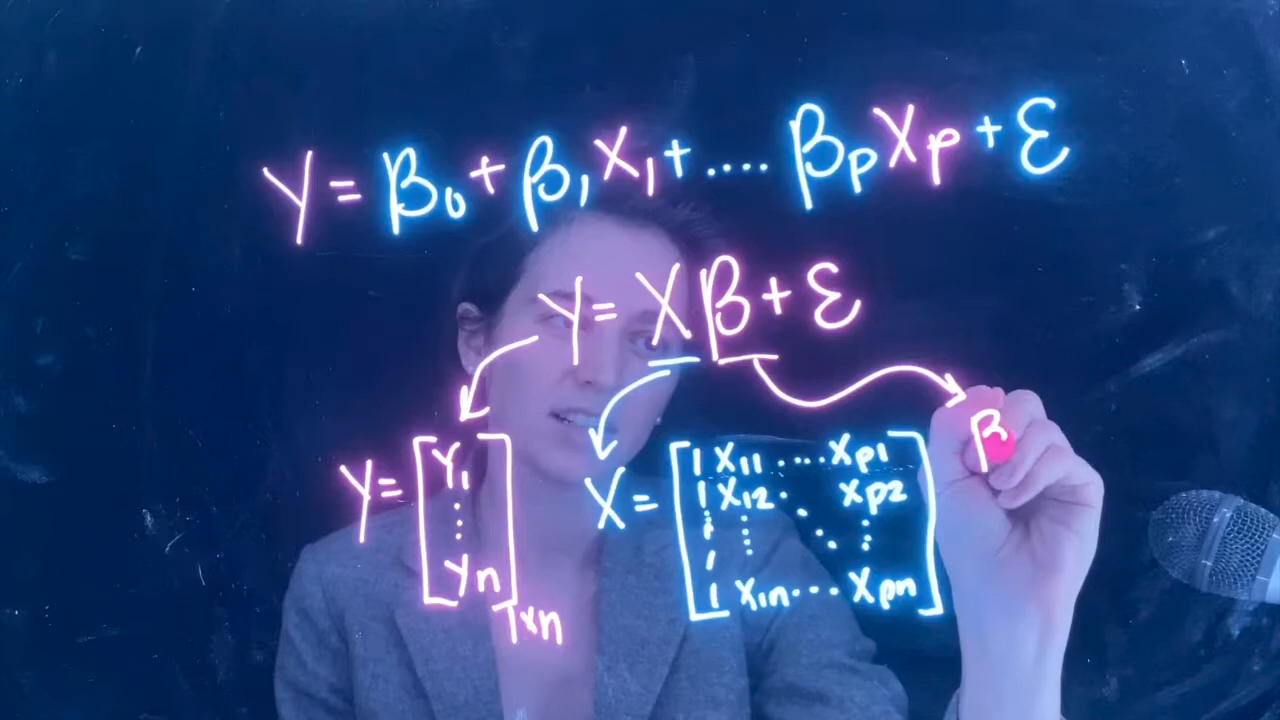 Y = β₀ + β₁X₁ + .... βₚXₚ + ε
Y = Xβ + ε
Y = [Y₁ ⋮ Yn] 1xn
X = [1 X₁₁ .... Xp₁
1 X₁₂ . Xp₂
⋮ ⋮ ⋱ ⋮
1 X₁n ... Xpn]
β